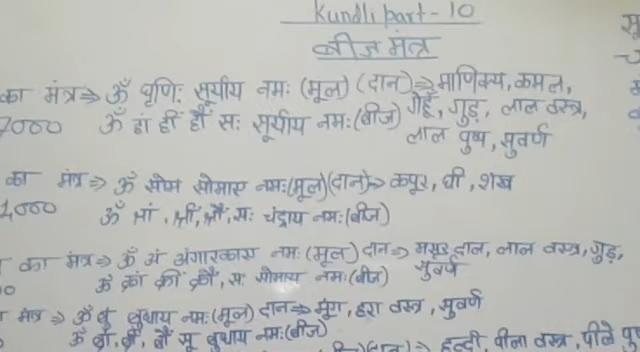 Kundli part - 10
बीज मंत्र
का मंत्र ⇒ ॐ घृणिः सूर्याय नमः (मूल) (दान) ⇒ माणिक्य, कमल,
7000 ॐ ह्रां ह्रीं ह्रौं सः सूर्याय नमः (बीज) गेहूँ, गुड़, लाल वस्त्र,
लाल पुष्प, सुवर्ण
का मंत्र ⇒ ॐ सोम सोमाए नमः (मूल) (दान) ⇒ कपूर, घी, शंख
1,000 ॐ श्रां, श्रीं, श्रौं, सः चंद्राय नमः (बीज)
का मंत्र ⇒ ॐ अं अंगारकाय नमः (मूल) दान ⇒ मसूर दाल, लाल वस्त्र, गुड़,
ॐ क्रां क्रीं क्रौं, सः सोमाय नमः (बीज) सुवर्ण
मंत्र ⇒ ॐ बु बुधाय नमः (मूल) दान ⇒ मूंग, हरा वस्त्र, सुवर्ण
ॐ ब्रां, ब्रीं, ब्रौं सः बुधाय नमः (बीज)
(दान) ⇒ हल्दी, पीला वस्त्र, पीले